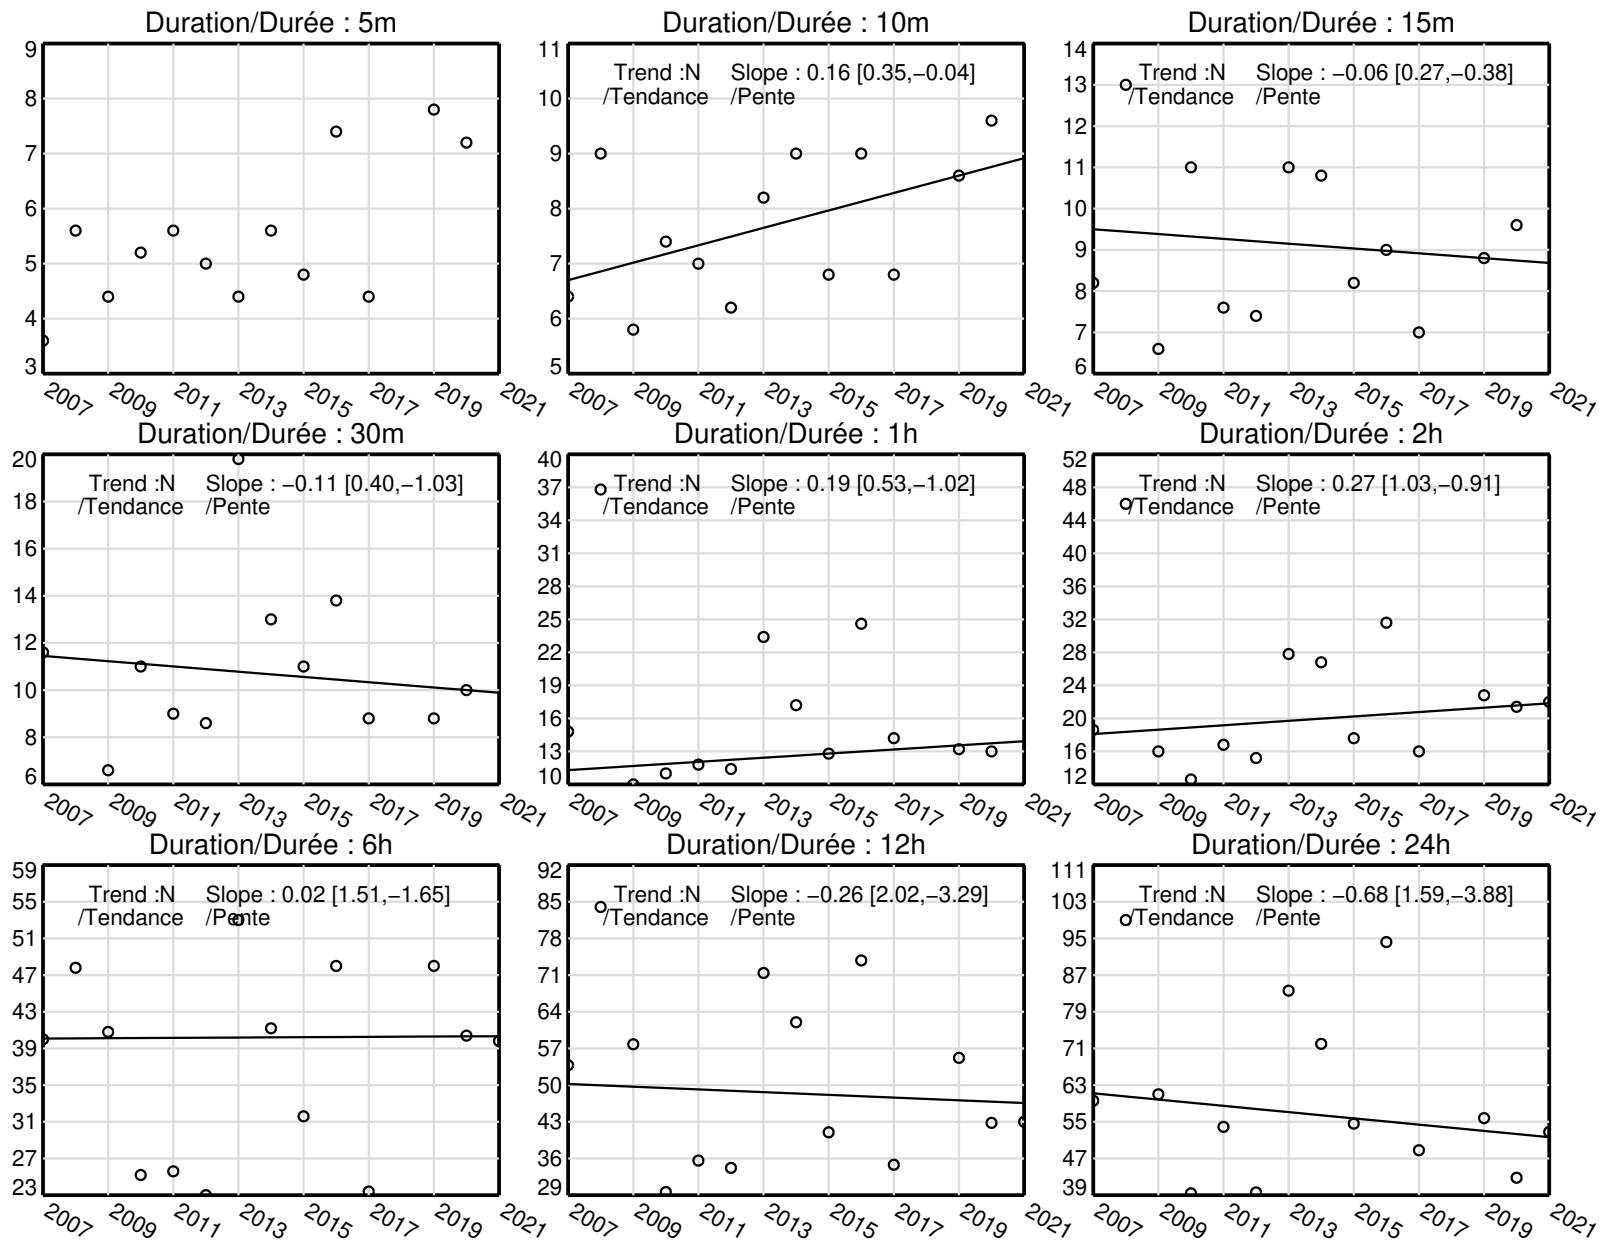 Duration/Durée : 5m
9
8
7
6
5
4
3
2007 2009 2011 2013 2015 2017 2019 2021
Duration/Durée : 10m
Trend :N Slope : 0.16 [0.35,−0.04]
/Tendance /Pente
11
10
9
8
7
6
5
2007 2009 2011 2013 2015 2017 2019 2021
Duration/Durée : 15m
Trend :N Slope : −0.06 [0.27,−0.38]
/Tendance /Pente
14
13
12
11
10
9
8
7
6
2007 2009 2011 2013 2015 2017 2019 2021
Duration/Durée : 30m
Trend :N Slope : −0.11 [0.40,−1.03]
/Tendance /Pente
20
18
16
14
12
10
8
6
2007 2009 2011 2013 2015 2017 2019 2021
Duration/Durée : 1h
Trend :N Slope : 0.19 [0.53,−1.02]
/Tendance /Pente
40
37
34
31
28
25
22
19
16
13
10
2007 2009 2011 2013 2015 2017 2019 2021
Duration/Durée : 2h
Trend :N Slope : 0.27 [1.03,−0.91]
/Tendance /Pente
52
48
44
40
36
32
28
24
20
16
12
2007 2009 2011 2013 2015 2017 2019 2021
Duration/Durée : 6h
Trend :N Slope : 0.02 [1.51,−1.65]
/Tendance /Pente
59
55
51
47
43
39
35
31
27
23
2007 2009 2011 2013 2015 2017 2019 2021
Duration/Durée : 12h
Trend :N Slope : −0.26 [2.02,−3.29]
/Tendance /Pente
92
85
78
71
64
57
50
43
36
29
2007 2009 2011 2013 2015 2017 2019 2021
Duration/Durée : 24h
Trend :N Slope : −0.68 [1.59,−3.88]
/Tendance /Pente
111
103
95
87
79
71
63
55
47
39
2007 2009 2011 2013 2015 2017 2019 2021